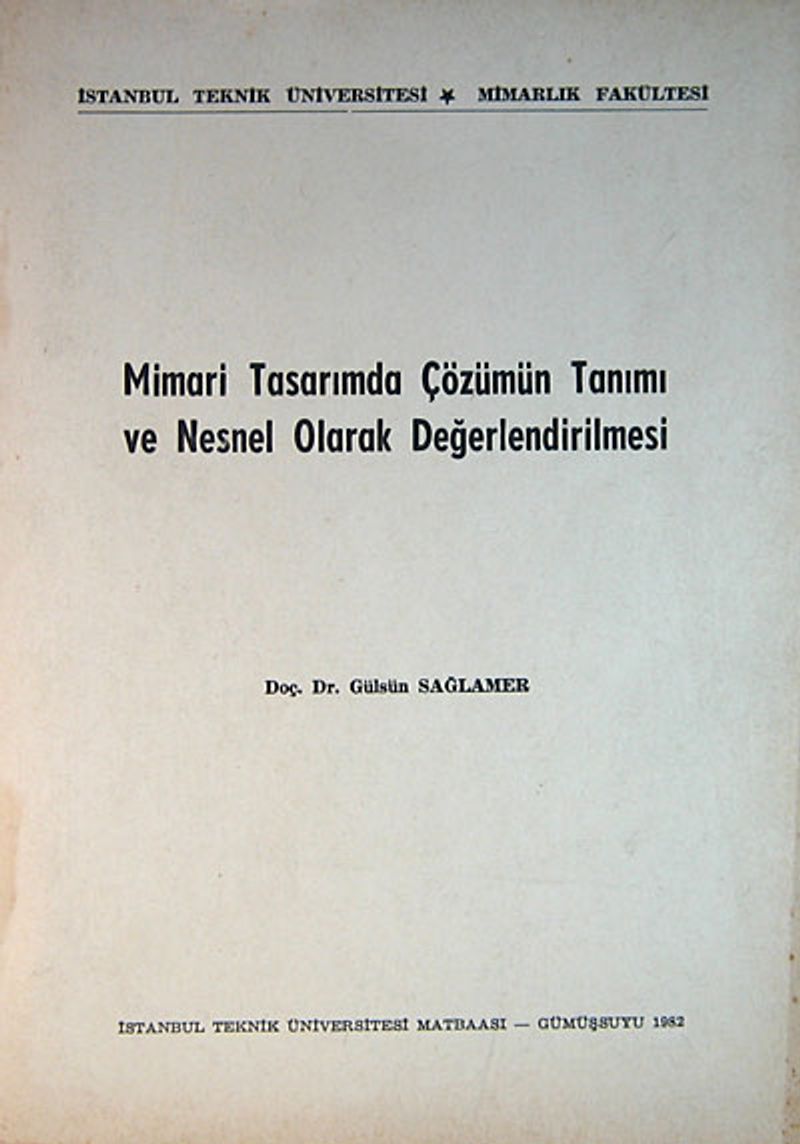 İSTANBUL TEKNİK ÜNİVERSİTESİ ★ MİMARLIK FAKÜLTESİ
Mimari Tasarımda Çözümün Tanımı
ve Nesnel Olarak Değerlendirilmesi
Doç. Dr. Gülsün SAĞLAMER
İSTANBUL TEKNİK ÜNİVERSİTESİ MATBAASI — GÜMÜŞSUYU 1982